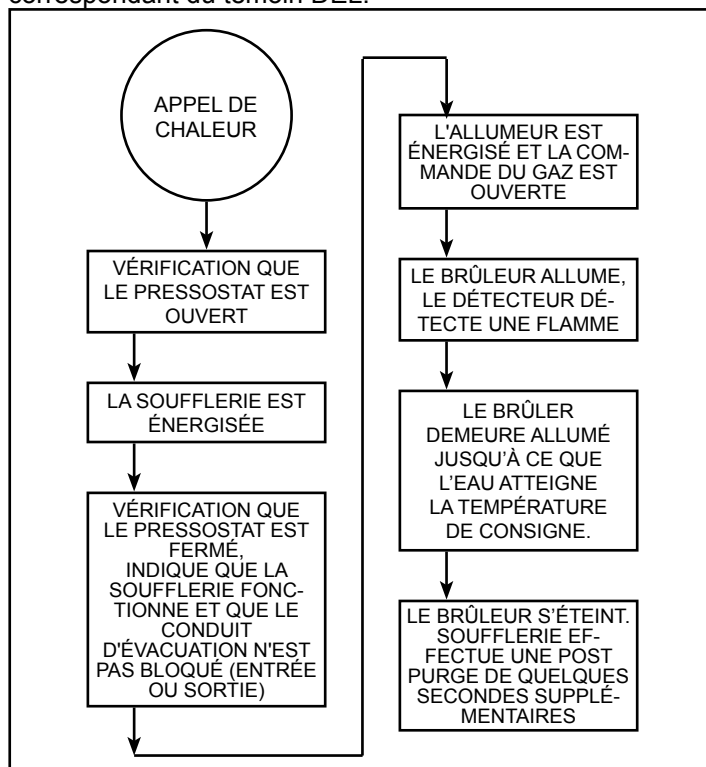 correspondant du témoin DEL.
APPEL DE
CHALEUR
VÉRIFICATION QUE
LE PRESSOSTAT EST
OUVERT
LA SOUFFLERIE EST
ÉNERGISÉE
VÉRIFICATION QUE
LE PRESSOSTAT EST
FERMÉ,
INDIQUE QUE LA
SOUFFLERIE FONC-
TIONNE ET QUE LE
CONDUIT
D'ÉVACUATION N'EST
PAS BLOQUÉ (ENTRÉE
OU SORTIE)
L'ALLUMEUR EST
ÉNERGISÉ ET LA COM-
MANDE DU GAZ EST
OUVERTE
LE BRÛLEUR ALLUME,
LE DÉTECTEUR DÉ-
TECTE UNE FLAMME
LE BRÛLER
DEMEURE ALLUMÉ
JUSQU’À CE QUE
L’EAU ATTEIGNE
LA TEMPÉRATURE
DE CONSIGNE.
LE BRÛLEUR S’ÉTEINT.
SOUFFLERIE EF-
FECTUE UNE POST
PURGE DE QUELQUES
SECONDES SUPPLÉ-
MENTAIRES